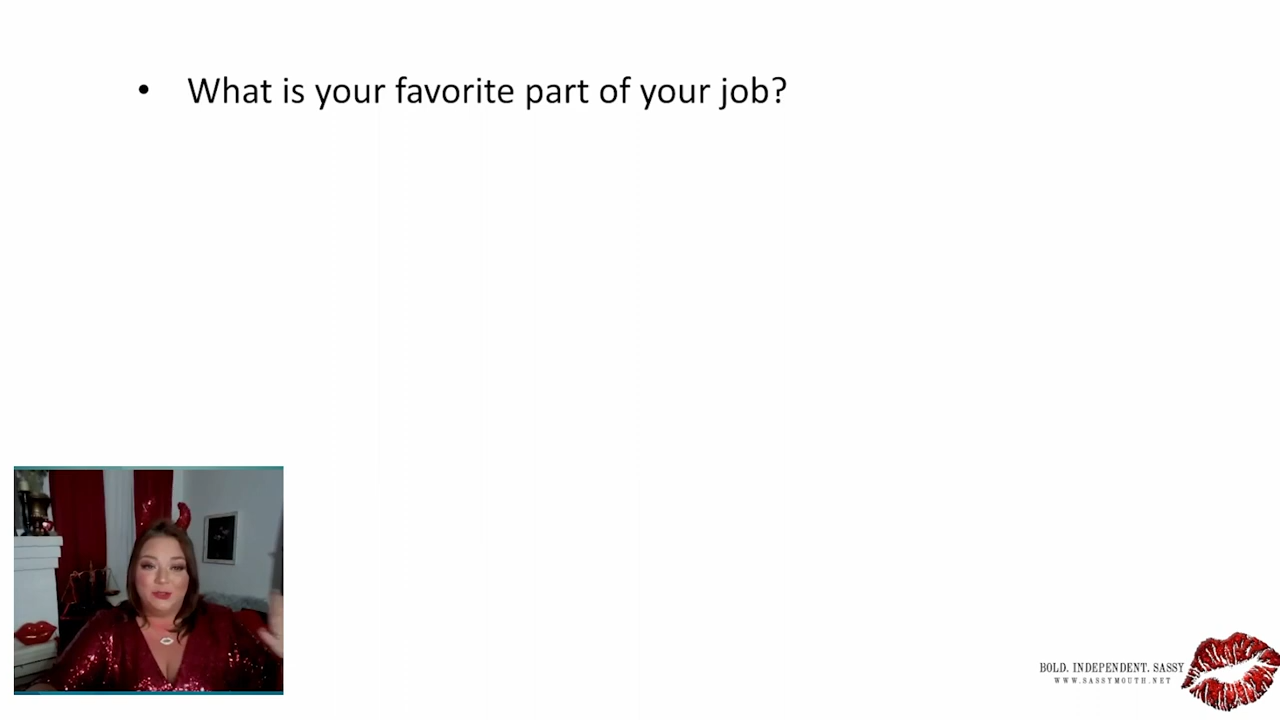 • What is your favorite part of your job?
BOLD. INDEPENDENT. SASSY
WWW.SASSYMOUTH.NET